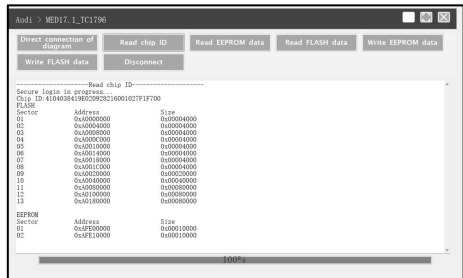 Audi > MED17.1_TC1796
Direct connection of diagram
Read chip ID
Read EEPROM data
Read FLASH data
Write EEPROM data
Write FLASH data
Disconnect
--------------------Read chip ID--------------------
Secure login in progress...
Chip ID:4104038419E020928216001027F1F700
FLASH
Sector Address Size
01 0xA0000000 0x00004000
02 0xA0004000 0x00004000
03 0xA0008000 0x00004000
04 0xA000C000 0x00004000
05 0xA0010000 0x00004000
06 0xA0014000 0x00004000
07 0xA0018000 0x00004000
08 0xA001C000 0x00004000
09 0xA0020000 0x00020000
10 0xA0040000 0x00040000
11 0xA0080000 0x00080000
12 0xA0100000 0x00080000
13 0xA0180000 0x00080000
EEPROM
Sector Address Size
01 0xAFE00000 0x00010000
02 0xAFE10000 0x00010000
100%